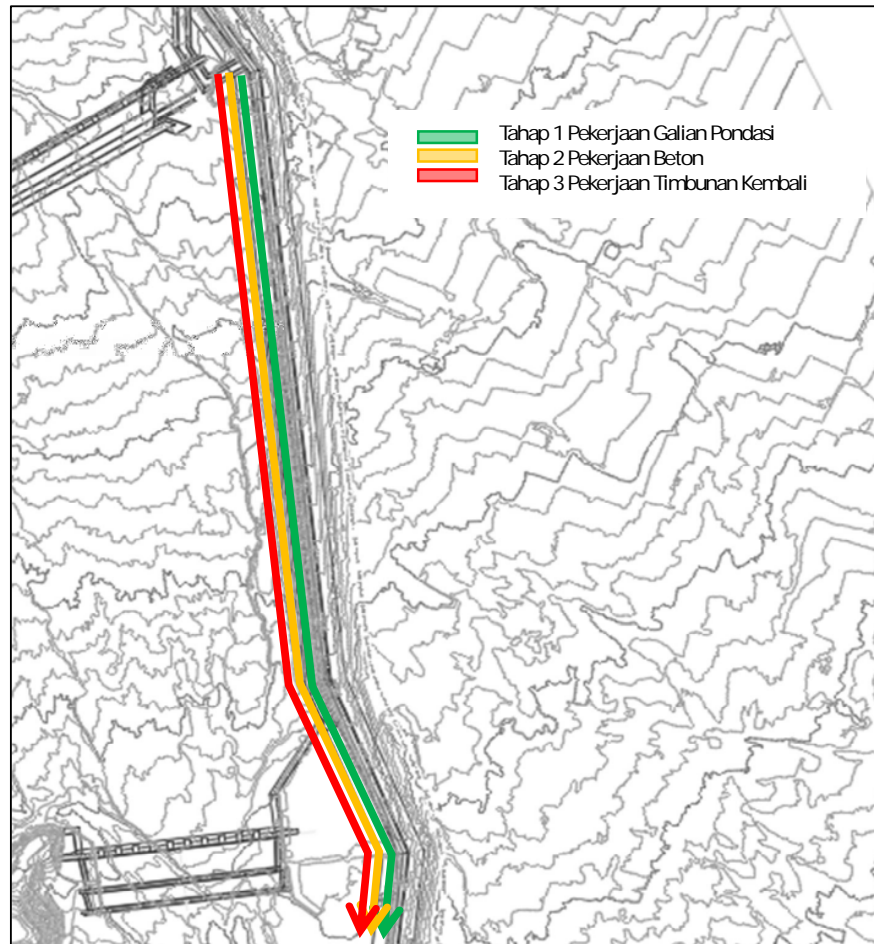 Tahap 1 Pekerjaan Galian Pondasi
Tahap 2 Pekerjaan Beton
Tahap 3 Pekerjaan Timbunan Kembali